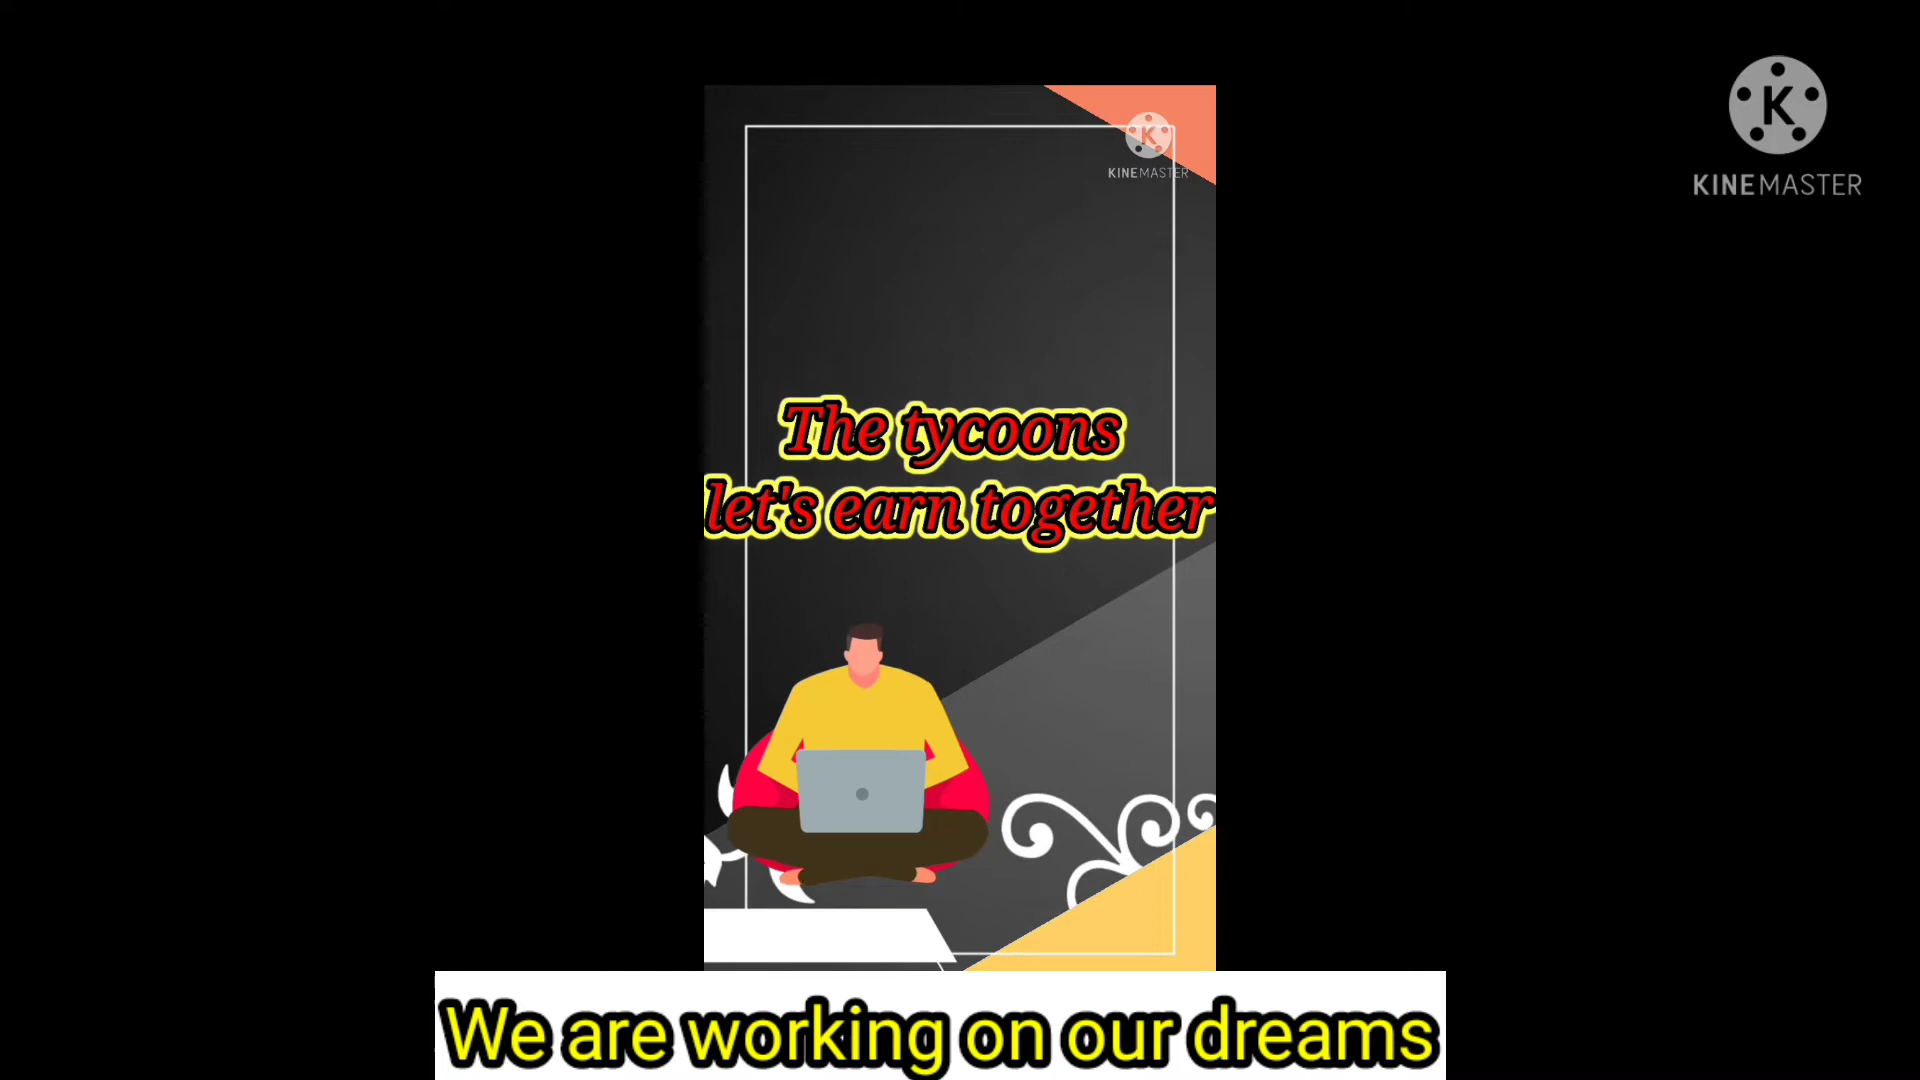 K
KINEMASTER
K
KINEMASTER
The tycoons
let's earn together
We are working on our dreams